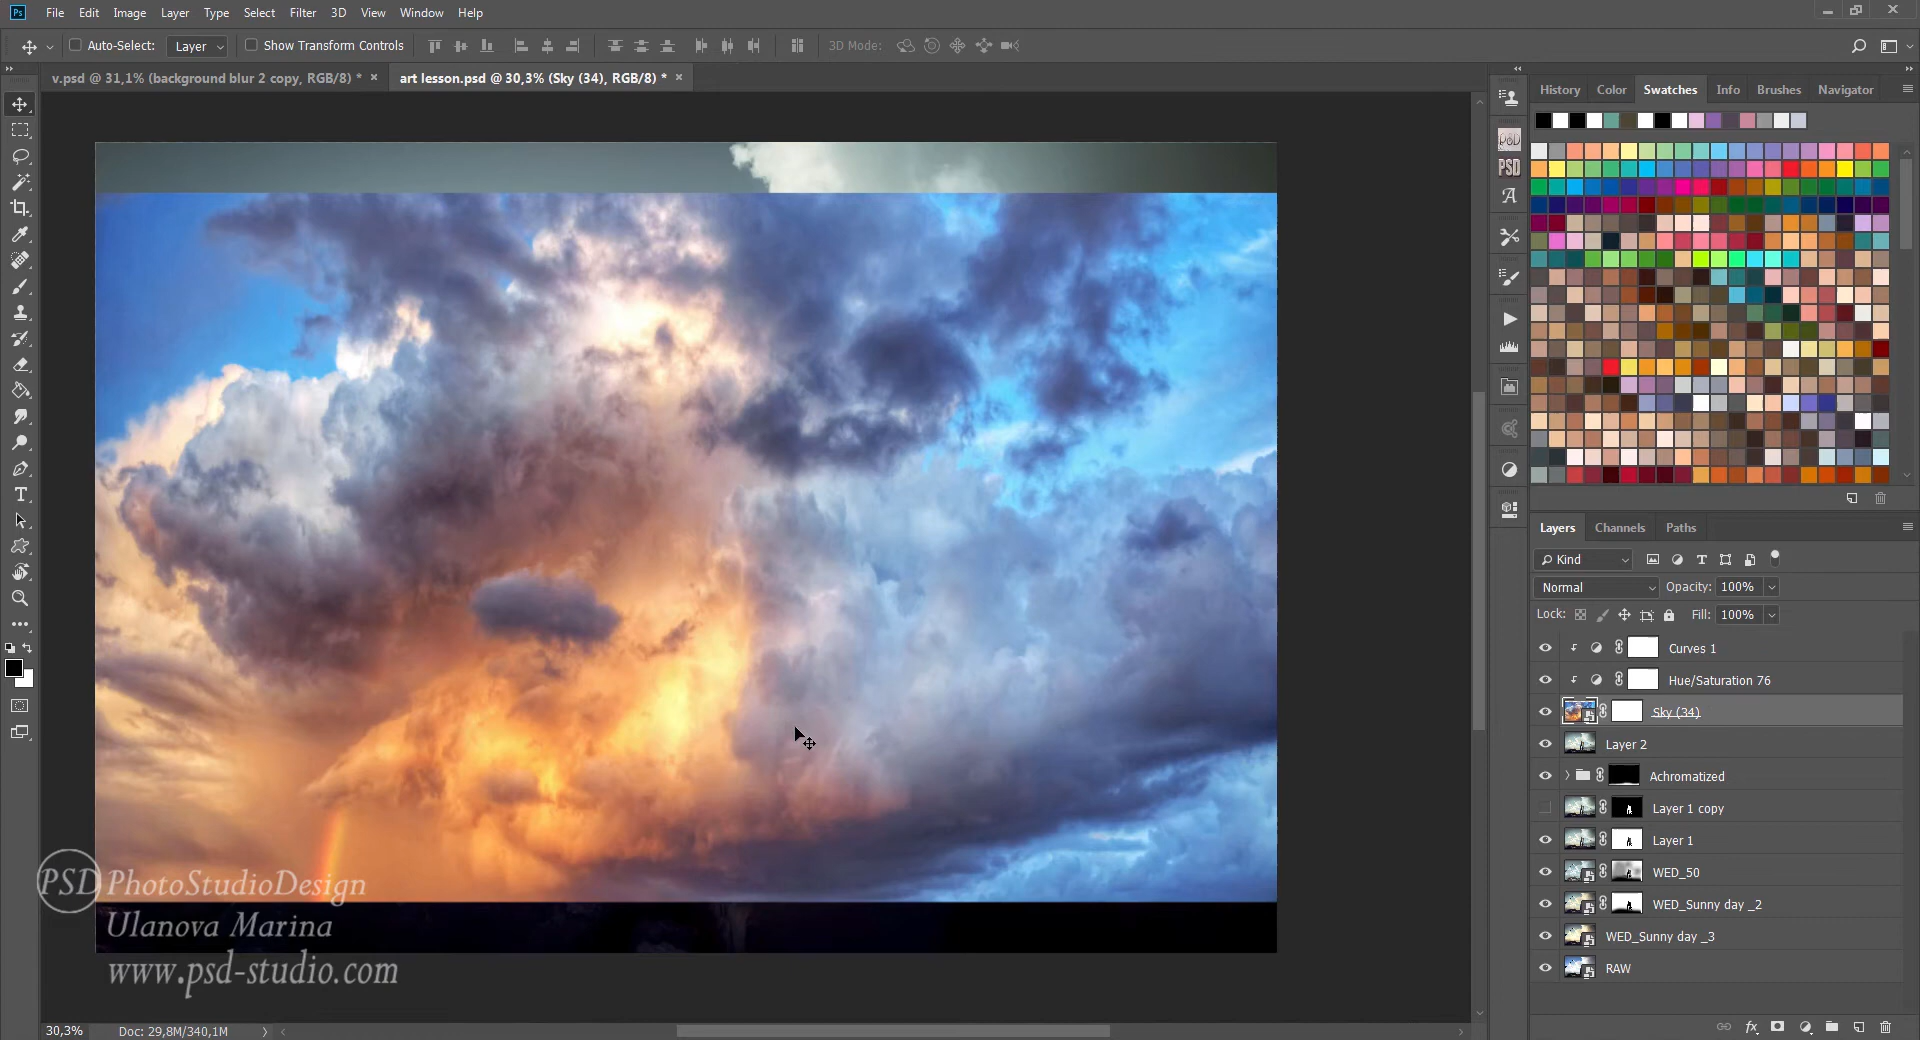 Ps File Edit Image Layer Type Select Filter 3D View Window Help
Auto-Select: Layer Show Transform Controls 3D Mode:
v.psd @ 31,1% (background blur 2 copy, RGB/8) * × art lesson.psd @ 30,3% (Sky (34), RGB/8) * ×
History Color Swatches Info Brushes Navigator
PSD
Layers Channels Paths
Kind
Normal Opacity: 100%
Lock: Fill: 100%
Curves 1
Hue/Saturation 76
Sky (34)
Layer 2
Achromatized
Layer 1 copy
Layer 1
WED_50
WED_Sunny day _2
WED_Sunny day _3
RAW
PSD PhotoStudioDesign
Ulanova Marina
www.psd-studio.com
30,3% Doc: 29,8M/340,1M